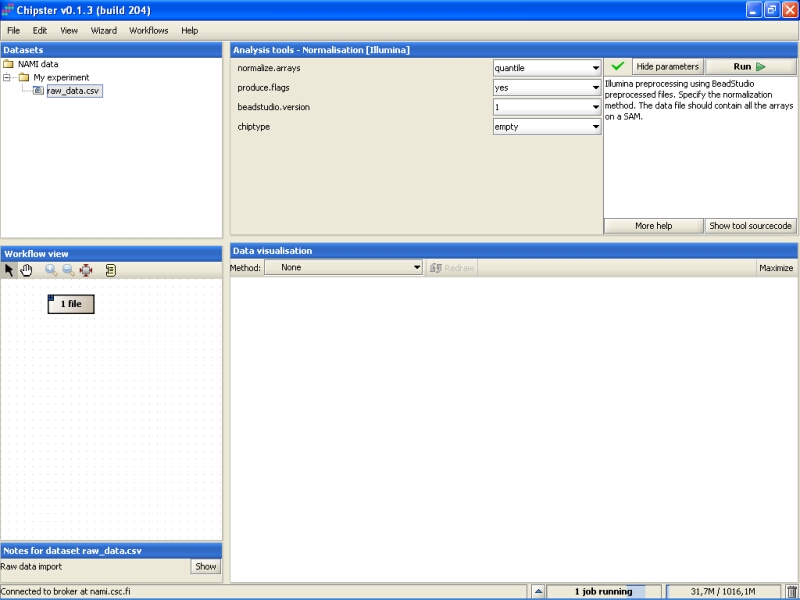 Chipster v0.1.3 (build 204)
File Edit View Wizard Workflows Help
Datasets
NAMI data
My experiment
raw_data.csv
Analysis tools - Normalisation [Illumina]
normalize.arrays quantile
produce.flags yes
beadstudio.version 1
chiptype empty
Hide parameters Run
Illumina preprocessing using BeadStudio
preprocessed files. Specify the normalization
method. The data file should contain all the arrays
on a SAM.
More help Show tool sourcecode
Workflow view
1 file
Data visualisation
Method: None Redraw Maximize
Notes for dataset raw_data.csv
Raw data import Show
Connected to broker at nami.csc.fi 1 job running 31,7M / 1016,1M